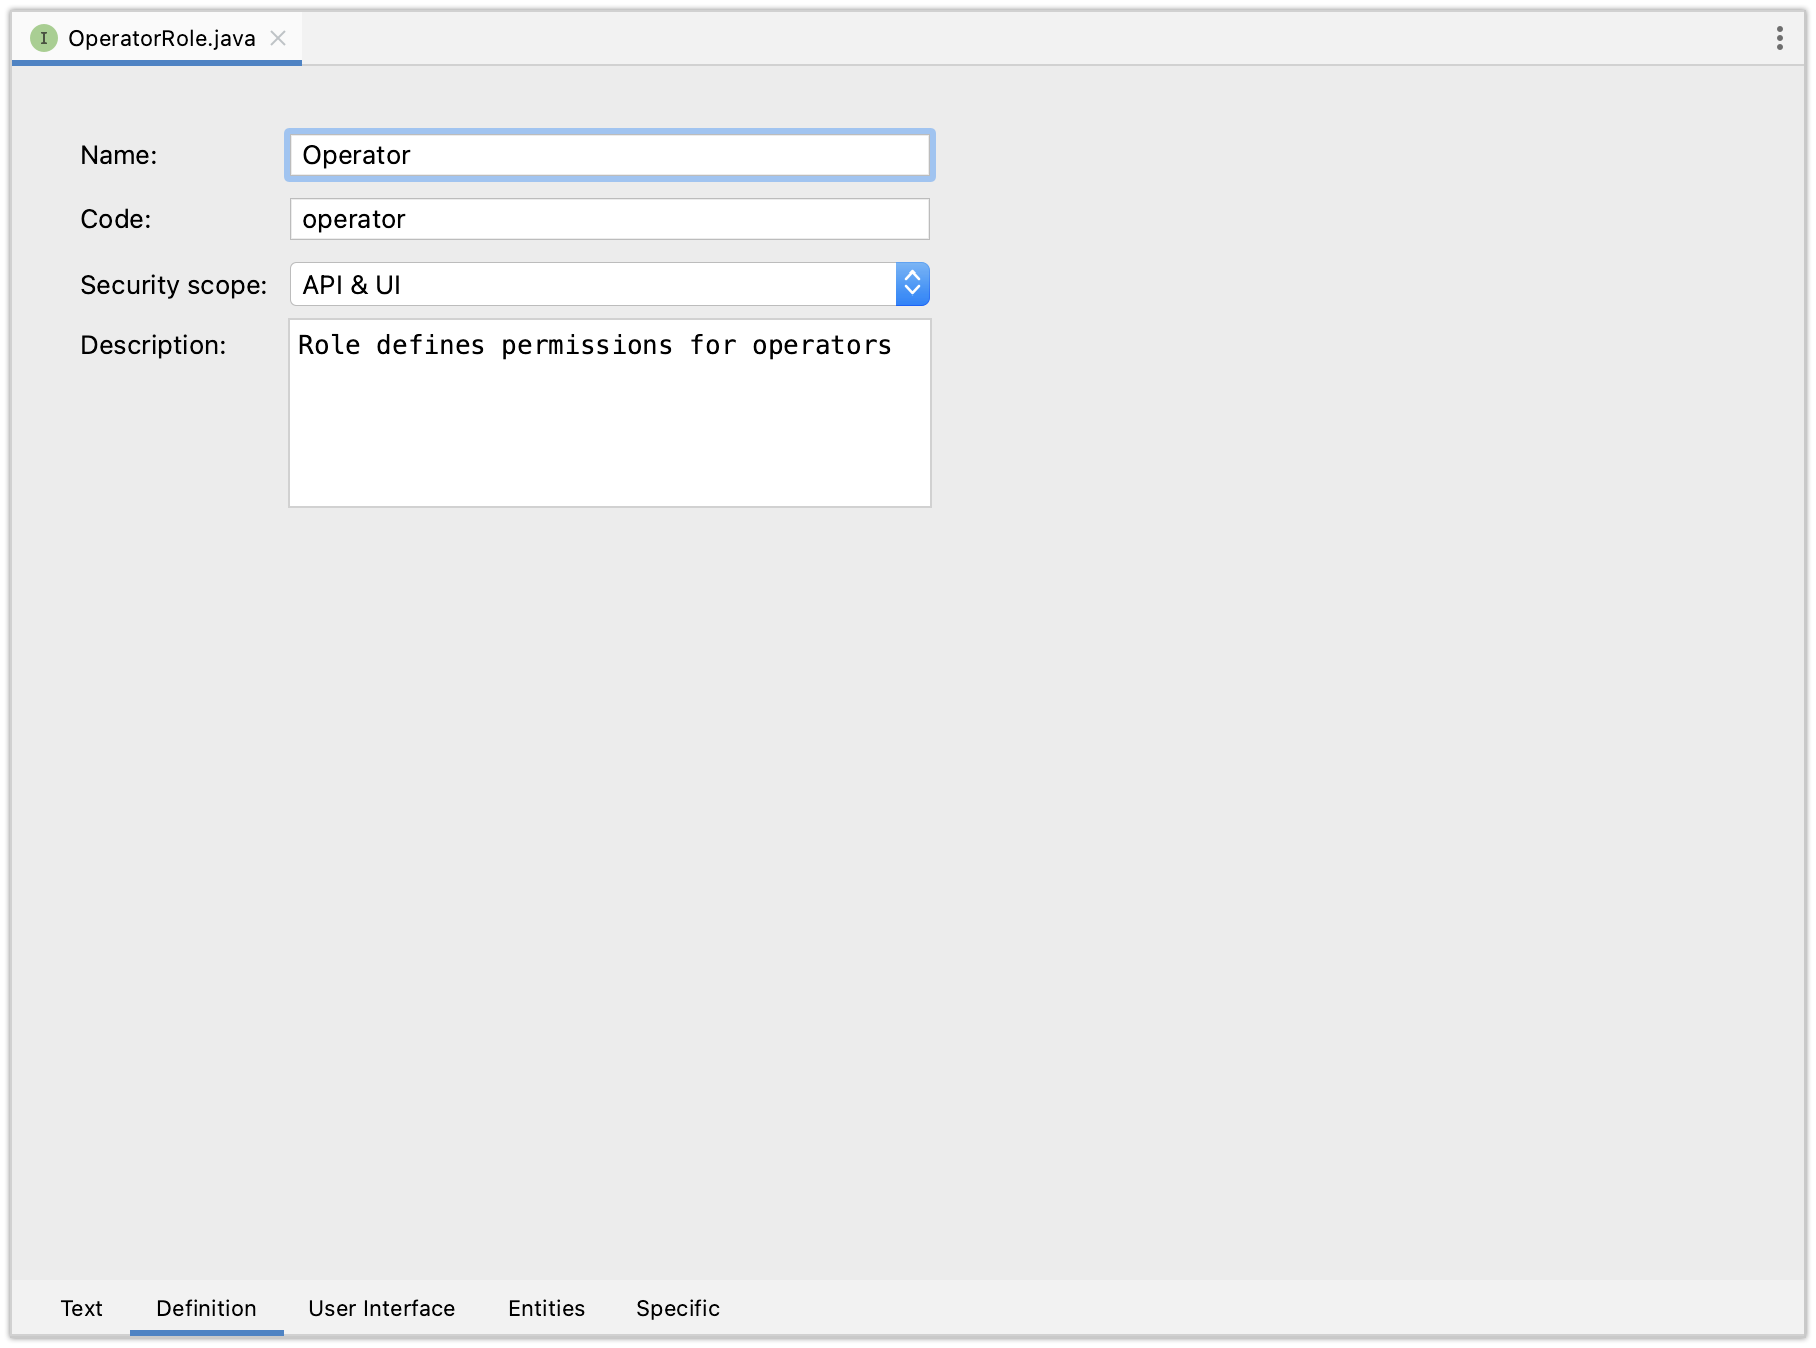 I OperatorRole.java
Name: Operator
Code: operator
Security scope: API & UI
Description: Role defines permissions for operators
Text Definition User Interface Entities Specific